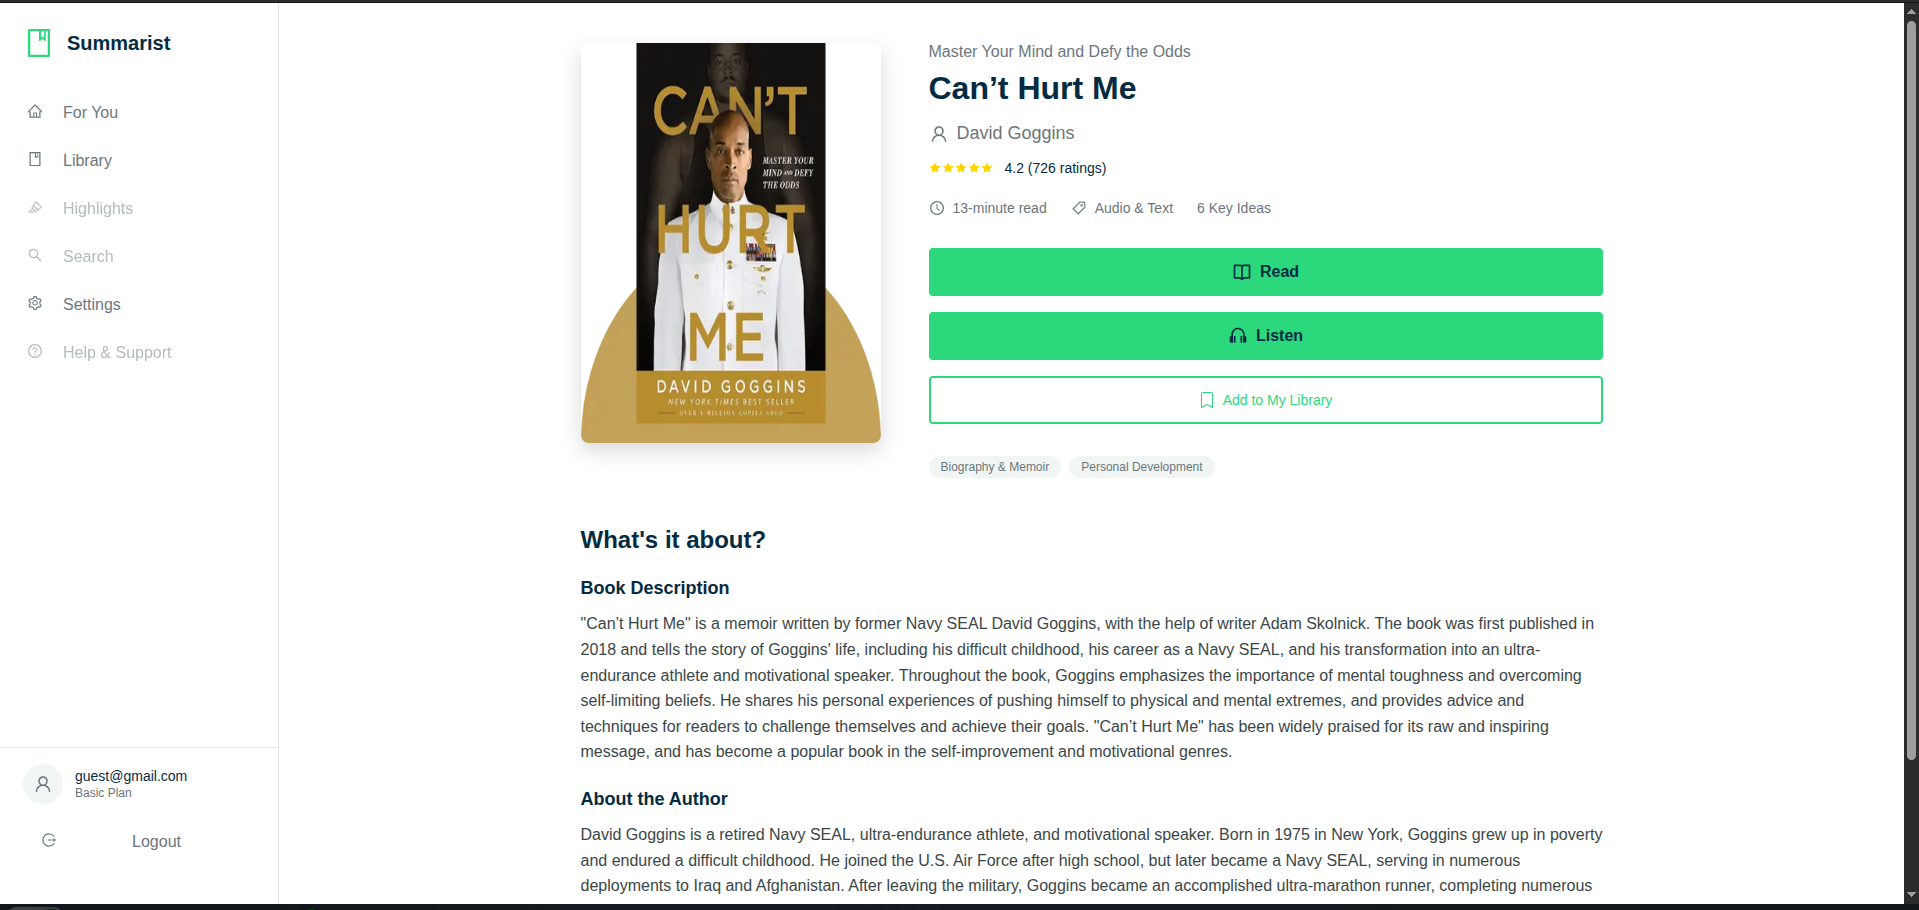 Summarist
For You
Library
Highlights
Search
Settings
Help & Support
guest@gmail.com
Basic Plan
Logout
CAN'T
MASTER YOUR
MIND AND DEFY
THE ODDS
HURT
ME
DAVID GOGGINS
NEW YORK TIMES BEST SELLER
OVER 5 MILLION COPIES SOLD
Master Your Mind and Defy the Odds
Can’t Hurt Me
David Goggins
4.2 (726 ratings)
13-minute read Audio & Text 6 Key Ideas
Read
Listen
Add to My Library
Biography & Memoir Personal Development
What's it about?
Book Description
"Can’t Hurt Me" is a memoir written by former Navy SEAL David Goggins, with the help of writer Adam Skolnick. The book was first published in
2018 and tells the story of Goggins' life, including his difficult childhood, his career as a Navy SEAL, and his transformation into an ultra-
endurance athlete and motivational speaker. Throughout the book, Goggins emphasizes the importance of mental toughness and overcoming
self-limiting beliefs. He shares his personal experiences of pushing himself to physical and mental extremes, and provides advice and
techniques for readers to challenge themselves and achieve their goals. "Can’t Hurt Me" has been widely praised for its raw and inspiring
message, and has become a popular book in the self-improvement and motivational genres.
About the Author
David Goggins is a retired Navy SEAL, ultra-endurance athlete, and motivational speaker. Born in 1975 in New York, Goggins grew up in poverty
and endured a difficult childhood. He joined the U.S. Air Force after high school, but later became a Navy SEAL, serving in numerous
deployments to Iraq and Afghanistan. After leaving the military, Goggins became an accomplished ultra-marathon runner, completing numerous